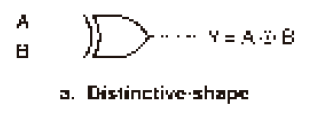 A
B
Y = A ⊕ B
a. Distinctive-shape